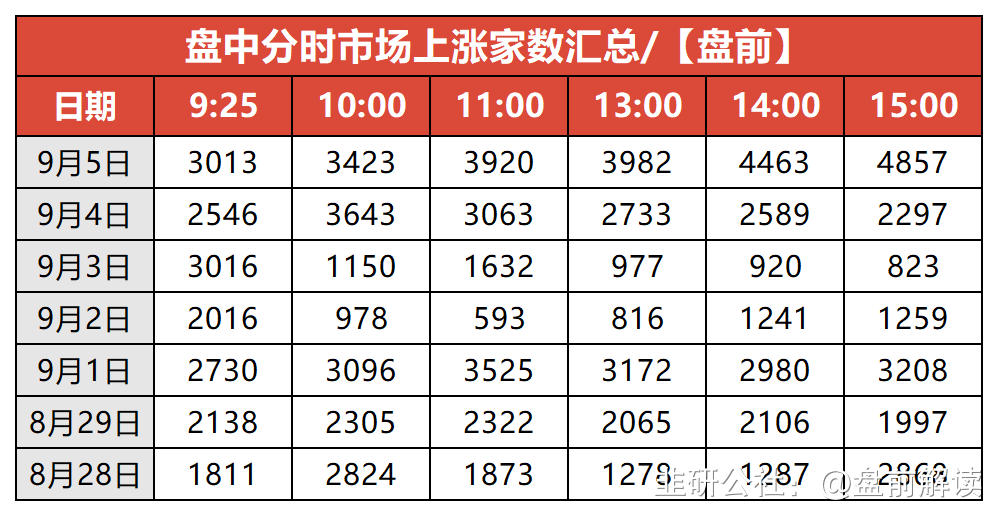 盘中分时市场上涨家数汇总/【盘前】
日期 9:25 10:00 11:00 13:00 14:00 15:00
9月5日 3013 3423 3920 3982 4463 4857
9月4日 2546 3643 3063 2733 2589 2297
9月3日 3016 1150 1632 977 920 823
9月2日 2016 978 593 816 1241 1259
9月1日 2730 3096 3525 3172 2980 3208
8月29日 2138 2305 2322 2065 2106 1997
8月28日 1811 2824 1873 1278 1287 2860
韭研公社：@盘前解读